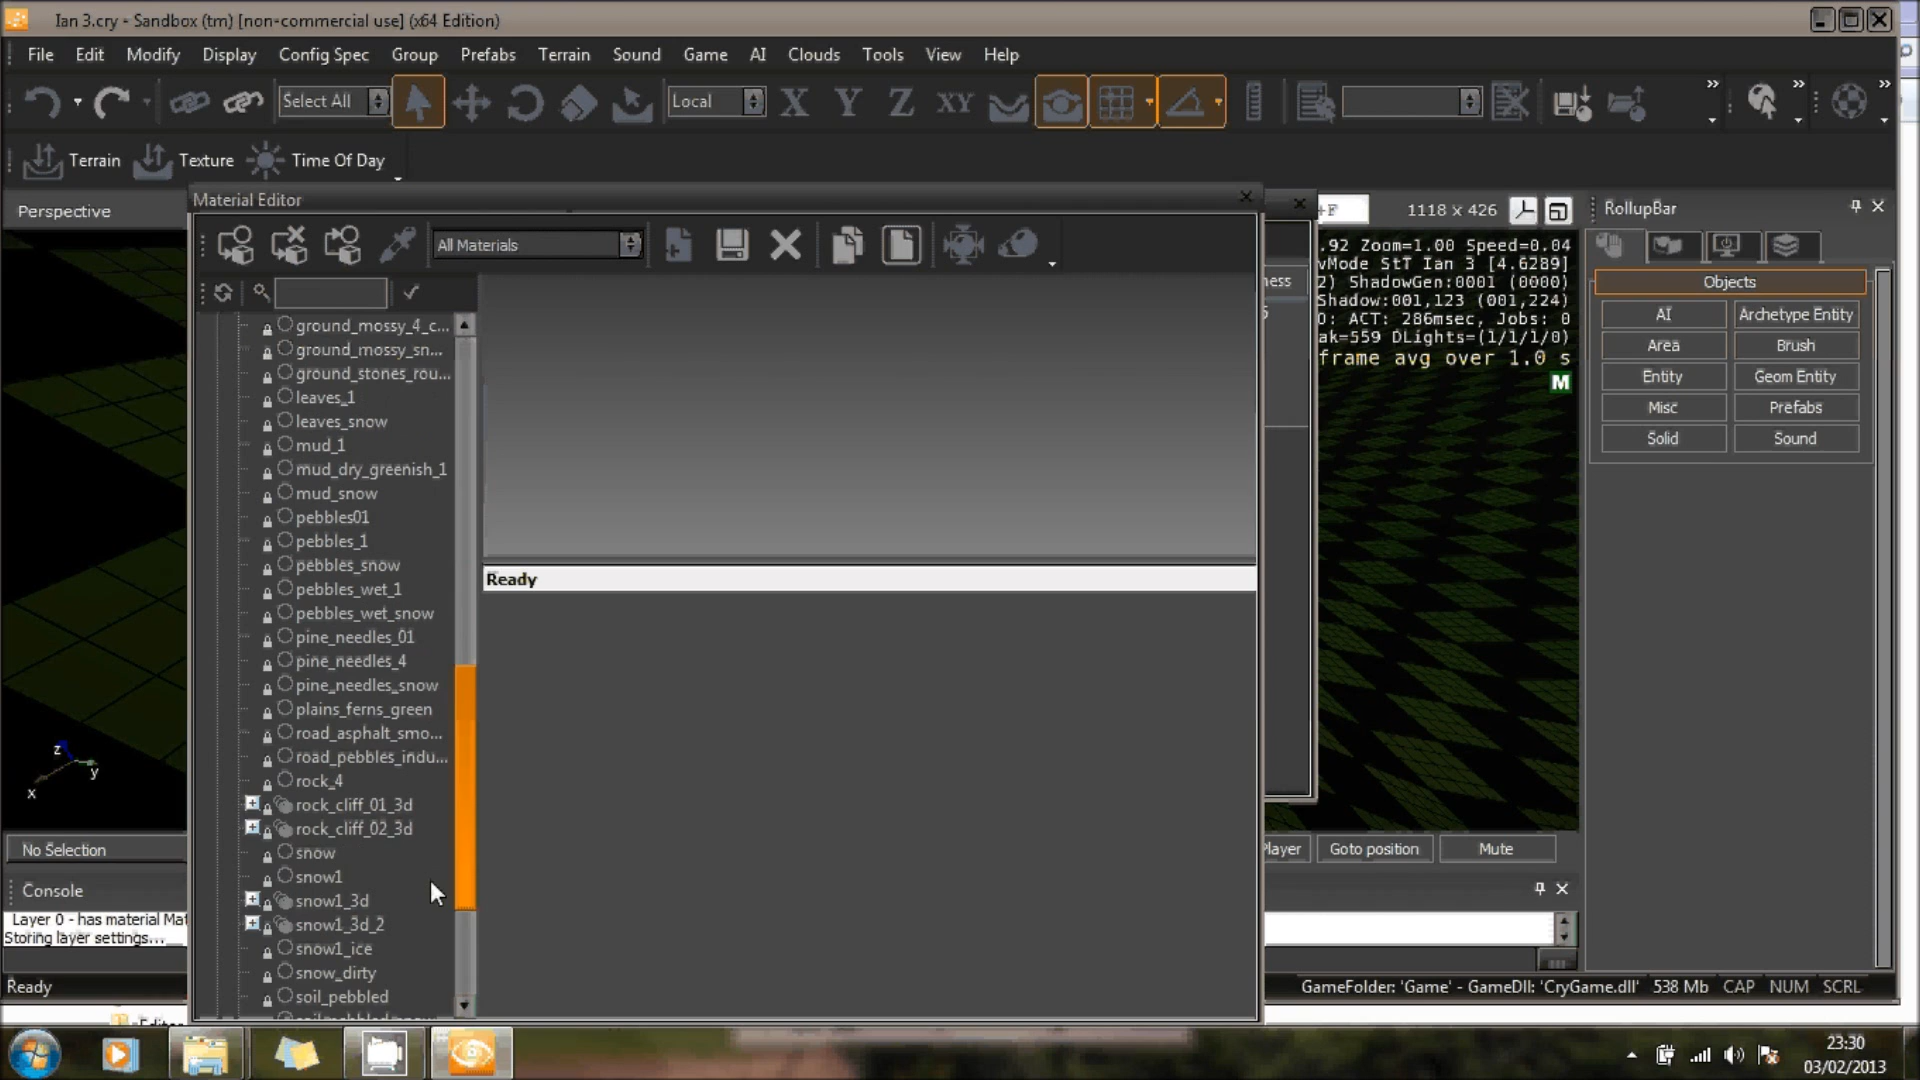 Ian 3.cry - Sandbox (tm) [non-commercial use] (x64 Edition)
File Edit Modify Display Config Spec Group Prefabs Terrain Sound Game AI Clouds Tools View Help
Select All Local X Y Z XY
Terrain Texture Time Of Day
Perspective
Material Editor
+F 1118 x 426
RollupBar
All Materials
.92 Zoom=1.00 Speed=0.04
vMode StT Ian 3 [4.6289]
2) ShadowGen:0001 (0000)
Shadow:001,123 (001,224)
0: ACT: 286msec, Jobs: 0
ak=559 DLights=(1/1/1/0)
frame avg over 1.0 s
M
ness
Objects
AI Archetype Entity
Area Brush
Entity Geom Entity
Misc Prefabs
Solid Sound
ground_mossy_4_c...
ground_mossy_sn...
ground_stones_rou...
leaves_1
leaves_snow
mud_1
mud_dry_greenish_1
mud_snow
pebbles01
pebbles_1
pebbles_snow
pebbles_wet_1
pebbles_wet_snow
pine_needles_01
pine_needles_4
pine_needles_snow
plains_ferns_green
road_asphalt_smo...
road_pebbles_indu...
rock_4
rock_cliff_01_3d
rock_cliff_02_3d
snow
snow1
snow1_3d
snow1_3d_2
snow1_ice
snow_dirty
soil_pebbled
Ready
z
y
x
No Selection
Player Goto position Mute
Console
Layer 0 - has material Mat
Storing layer settings...
Ready
GameFolder: 'Game' - GameDll: 'CryGame.dll' 538 Mb CAP NUM SCRL
Editor
23:30
03/02/2013